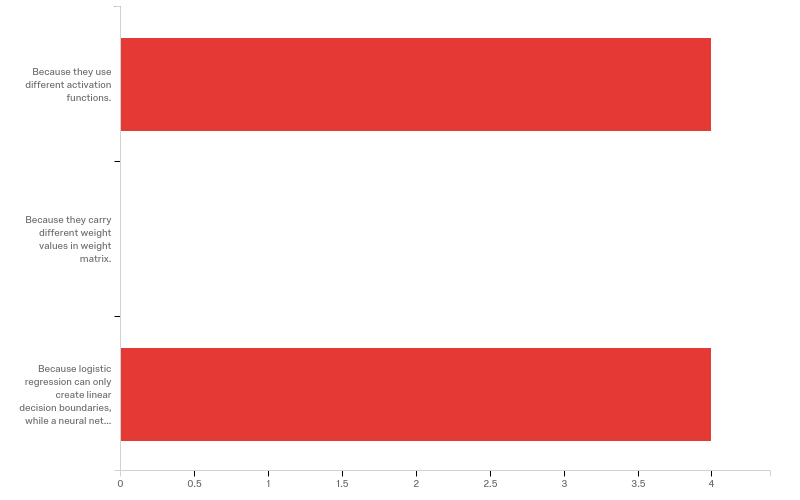 Because they use
different activation
functions.
Because they carry
different weight
values in weight
matrix.
Because logistic
regression can only
create linear
decision boundaries,
while a neural net...
0 0.5 1 1.5 2 2.5 3 3.5 4